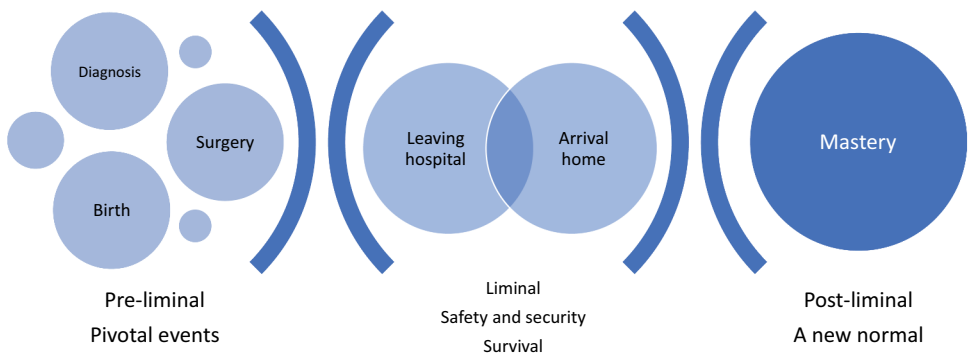 Diagnosis
Surgery
Birth
Leaving
hospital
Arrival
home
Mastery
Pre-liminal
Pivotal events
Liminal
Safety and security
Survival
Post-liminal
A new normal